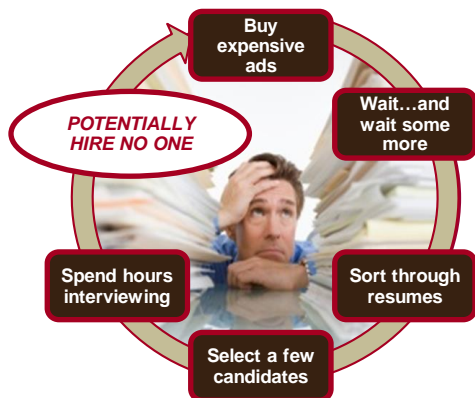 Buy
expensive
ads
Wait…and
wait some
more
Sort through
resumes
Select a few
candidates
Spend hours
interviewing
POTENTIALLY
HIRE NO ONE